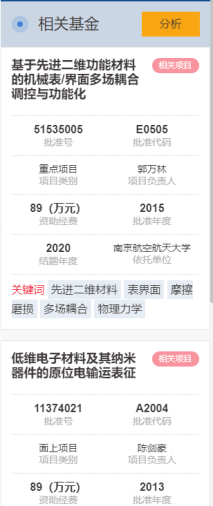 相关基金 分析
基于先进二维功能材料 相关项目
的机械表/界面多场耦合
调控与功能化
51535005 E0505
批准号 批准代码
重点项目 郭万林
项目类别 项目负责人
89（万元） 2015
资助经费 批准年度
2020 南京航空航天大学
结题年度 依托单位
关键词 先进二维材料 表界面 摩擦
磨损 多场耦合 物理力学
低维电子材料及其纳米 相关项目
器件的原位电输运表征
11374021 A2004
批准号 批准代码
面上项目 陈剑豪
项目类别 项目负责人
89（万元） 2013
资助经费 批准年度